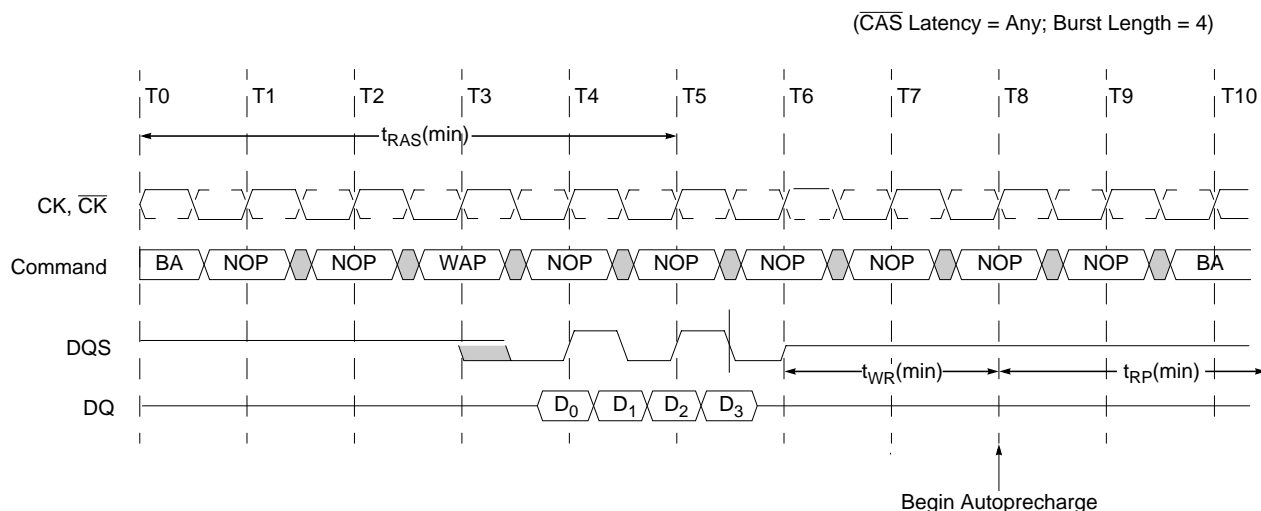 (C̅A̅S̅ Latency = Any; Burst Length = 4)
T0 T1 T2 T3 T4 T5 T6 T7 T8 T9 T10
tRAS(min)
CK, C̅K̅
Command BA NOP NOP WAP NOP NOP NOP NOP NOP NOP BA
DQS
tWR(min) tRP(min)
DQ D0 D1 D2 D3
Begin Autoprecharge